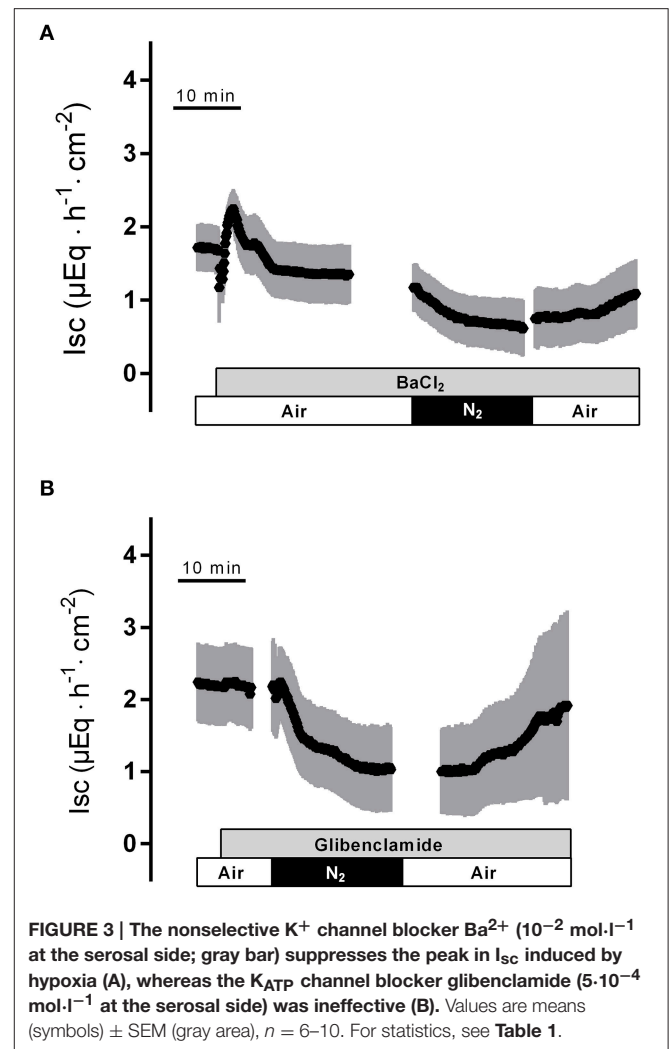 A
4
3
2
1
0
Isc (µEq · h⁻¹· cm⁻²)
10 min
BaCl₂
Air
N₂
Air
B
4
3
2
1
0
Isc (µEq · h⁻¹· cm⁻²)
10 min
Glibenclamide
Air
N₂
Air
FIGURE 3 | The nonselective K⁺ channel blocker Ba²⁺ (10⁻² mol·l⁻¹
at the serosal side; gray bar) suppresses the peak in Isc induced by
hypoxia (A), whereas the KATP channel blocker glibenclamide (5·10⁻⁴
mol·l⁻¹ at the serosal side) was ineffective (B). Values are means
(symbols) ± SEM (gray area), n = 6–10. For statistics, see Table 1.